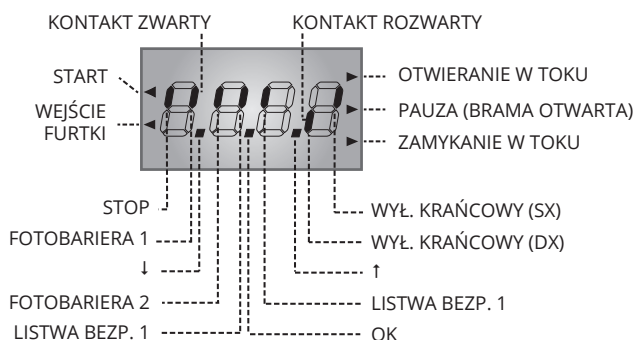 KONTAKT ZWARTY
KONTAKT ROZWARTY
START
WEJŚCIE
FURTKI
OTWIERANIE W TOKU
PAUZA (BRAMA OTWARTA)
ZAMYKANIE W TOKU
STOP
FOTOBARIERA 1
↓
FOTOBARIERA 2
LISTWA BEZP. 1
WYŁ. KRAŃCOWY (SX)
WYŁ. KRAŃCOWY (DX)
↑
LISTWA BEZP. 1
OK